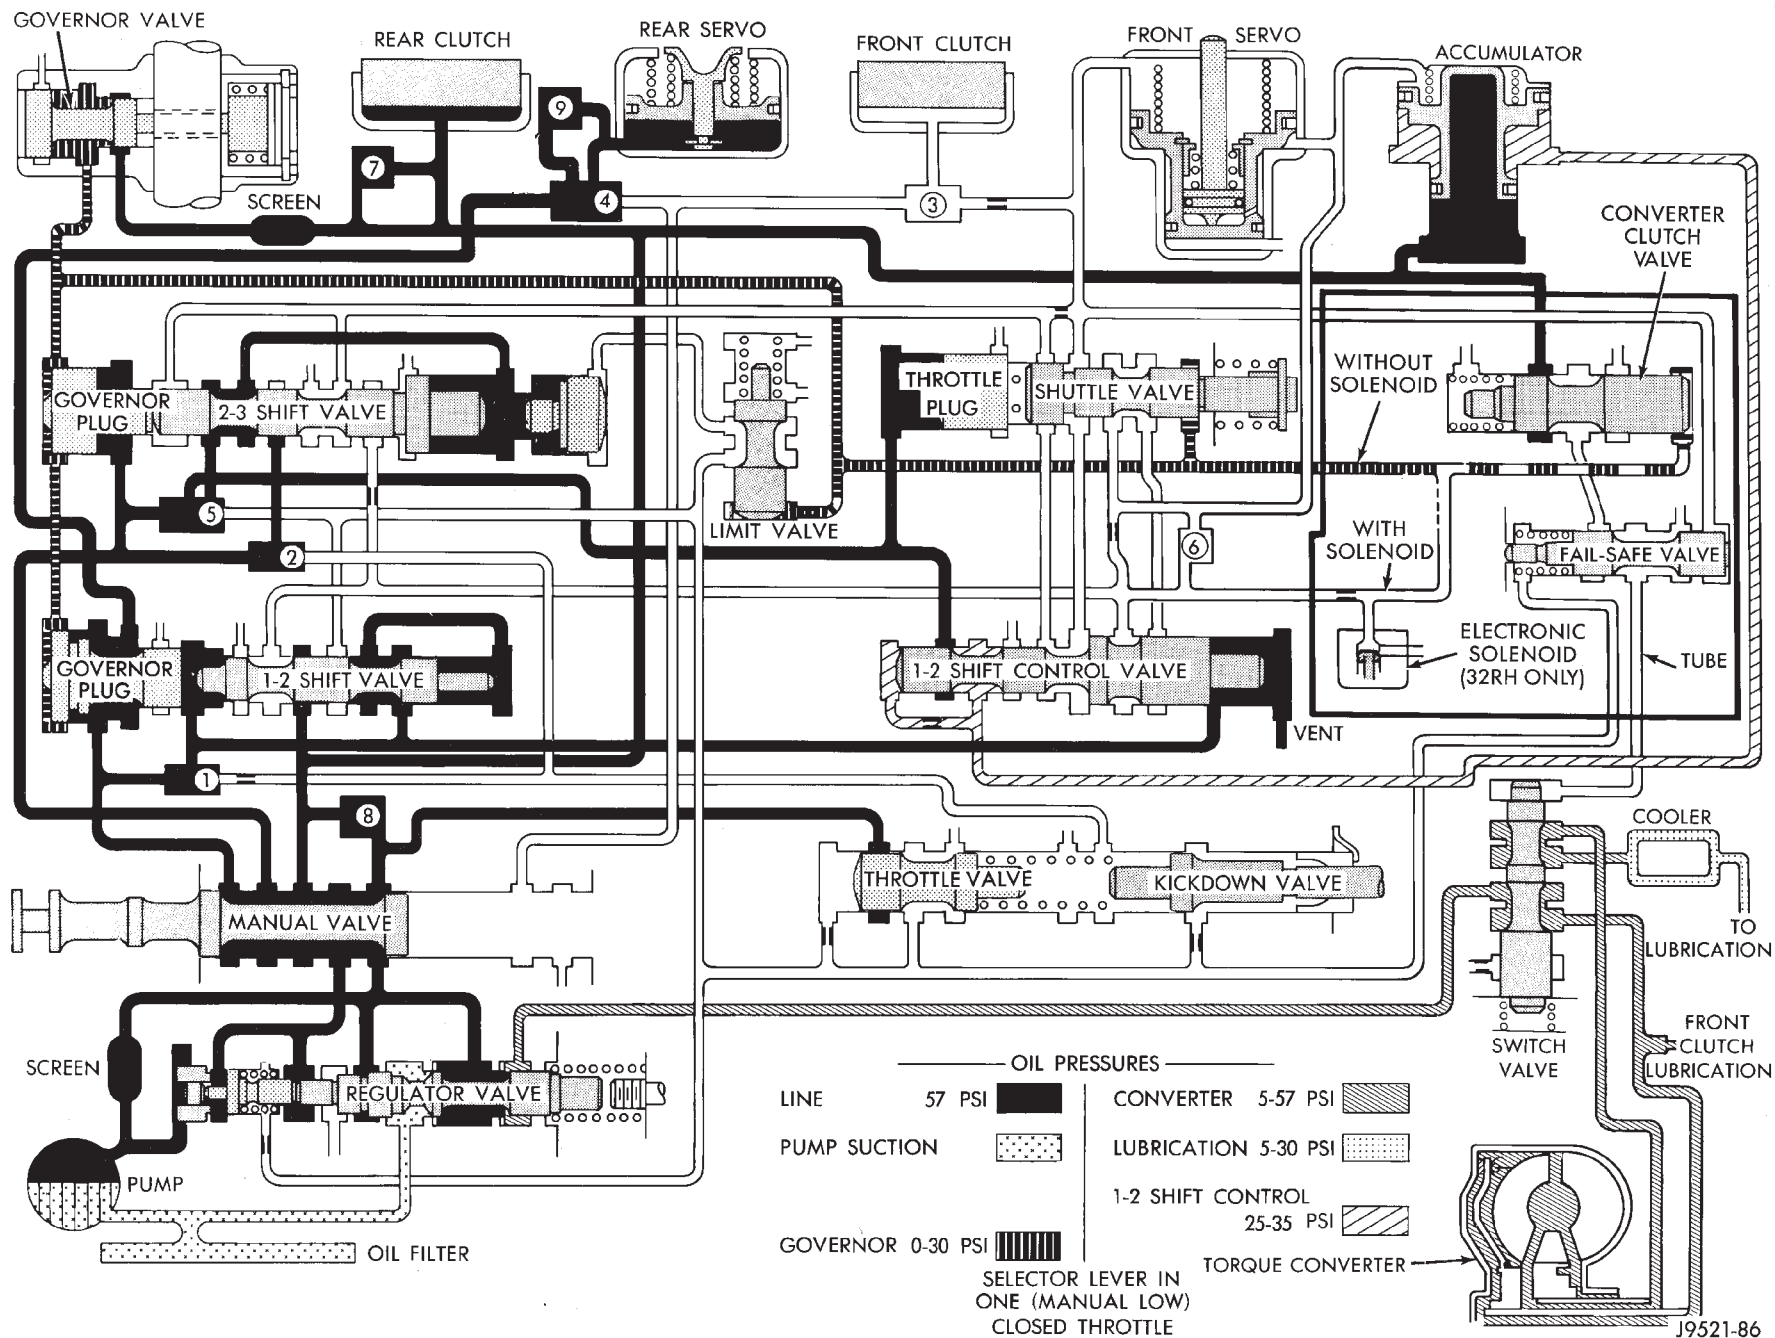 GOVERNOR VALVE
REAR CLUTCH
REAR SERVO
FRONT CLUTCH
FRONT SERVO
ACCUMULATOR
9
7
SCREEN
4
3
CONVERTER
CLUTCH
VALVE
WITHOUT
SOLENOID
GOVERNOR
PLUG
2-3 SHIFT VALVE
THROTTLE
PLUG
SHUTTLE VALVE
5
LIMIT VALVE
2
6
WITH
SOLENOID
FAIL-SAFE VALVE
GOVERNOR
PLUG
1-2 SHIFT VALVE
1-2 SHIFT CONTROL VALVE
ELECTRONIC
SOLENOID
(32RH ONLY)
TUBE
VENT
1
8
COOLER
THROTTLE VALVE
KICKDOWN VALVE
MANUAL VALVE
TO
LUBRICATION
SCREEN
REGULATOR VALVE
SWITCH
VALVE
FRONT
CLUTCH
LUBRICATION
OIL PRESSURES
LINE 57 PSI
CONVERTER 5-57 PSI
PUMP SUCTION
LUBRICATION 5-30 PSI
PUMP
1-2 SHIFT CONTROL
25-35 PSI
OIL FILTER
GOVERNOR 0-30 PSI
TORQUE CONVERTER
SELECTOR LEVER IN
ONE (MANUAL LOW)
CLOSED THROTTLE
J9521-86